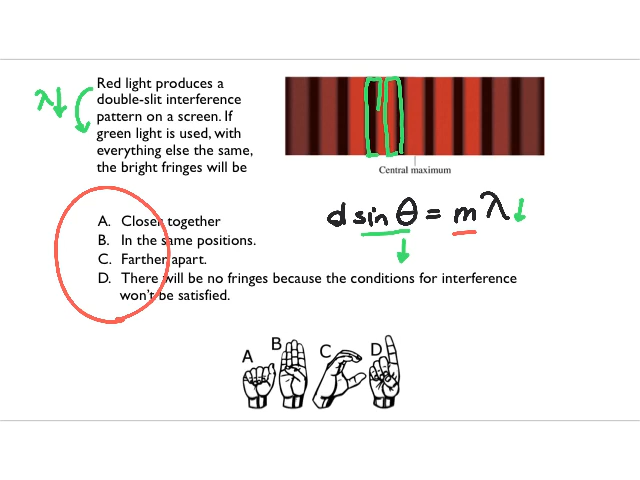 λ↓
Red light produces a
double-slit interference
pattern on a screen. If
green light is used, with
everything else the same,
the bright fringes will be
Central maximum
d sin θ = m λ ↓
↓
A. Closer together
B. In the same positions.
C. Farther apart.
D. There will be no fringes because the conditions for interference
won't be satisfied.
A B C D